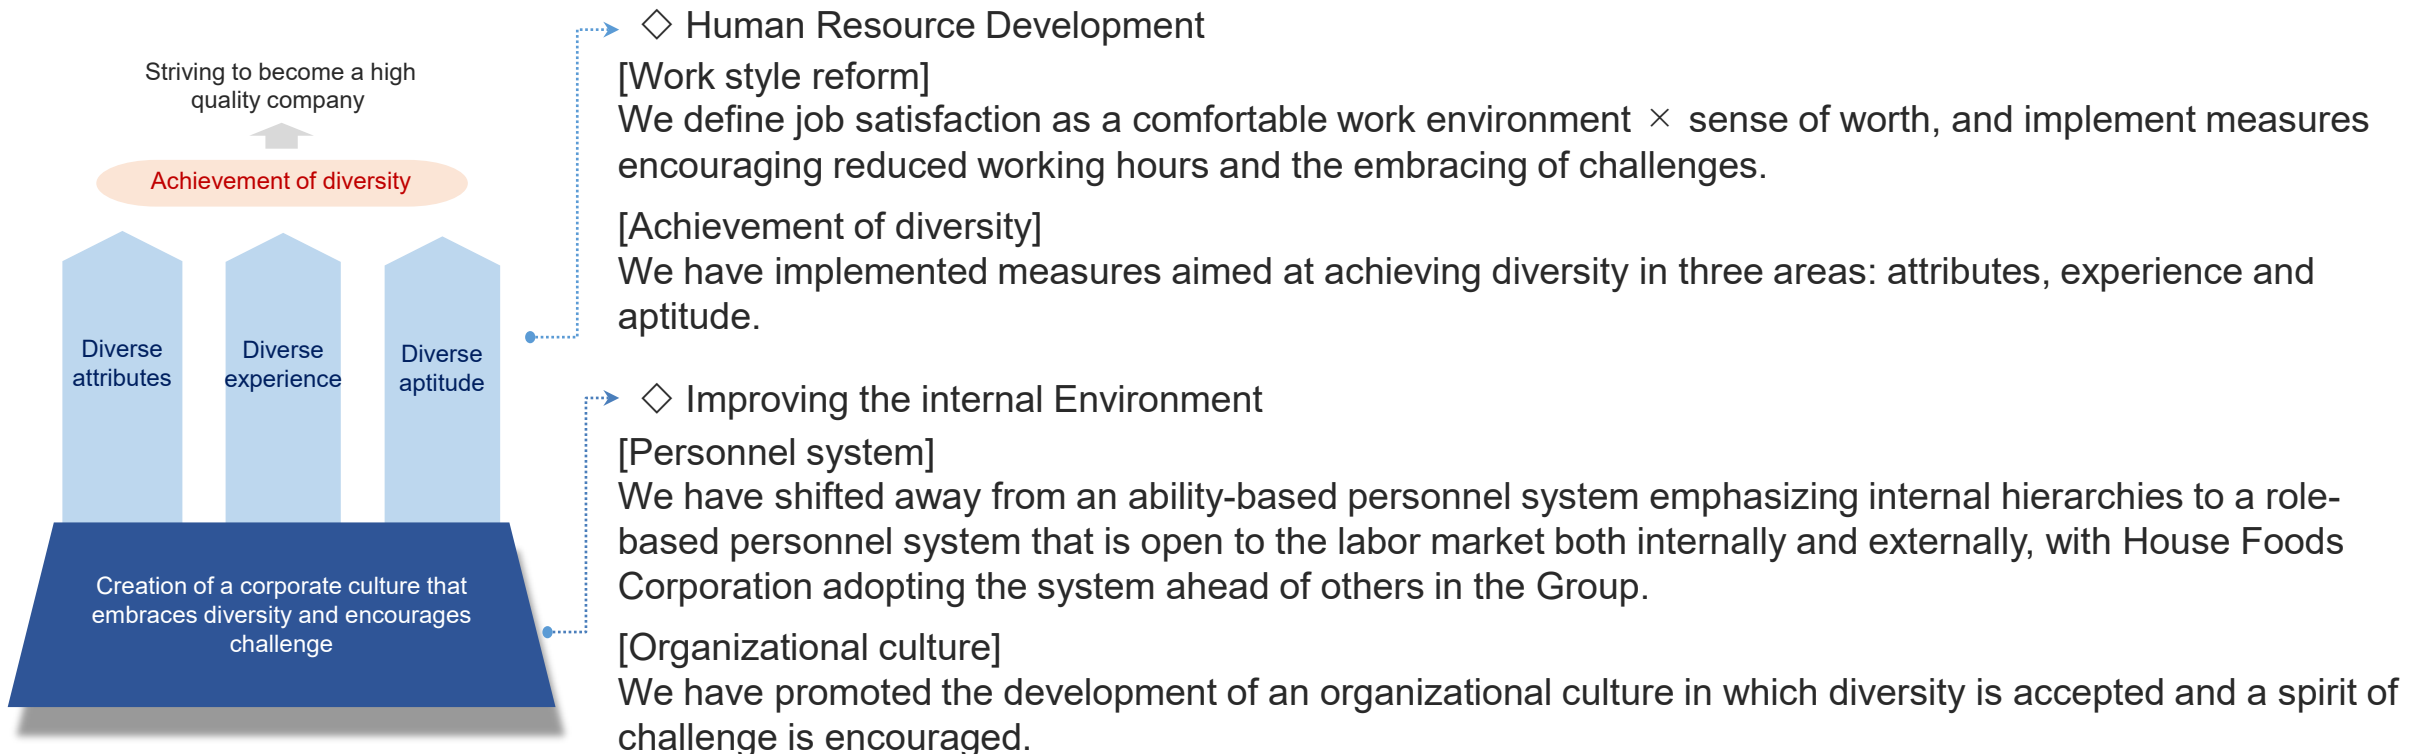 Striving to become a high
quality company
Achievement of diversity
Diverse
attributes
Diverse
experience
Diverse
aptitude
Creation of a corporate culture that
embraces diversity and encourages
challenge
◇ Human Resource Development
[Work style reform]
We define job satisfaction as a comfortable work environment × sense of worth, and implement measures
encouraging reduced working hours and the embracing of challenges.
[Achievement of diversity]
We have implemented measures aimed at achieving diversity in three areas: attributes, experience and
aptitude.
◇ Improving the internal Environment
[Personnel system]
We have shifted away from an ability-based personnel system emphasizing internal hierarchies to a role-
based personnel system that is open to the labor market both internally and externally, with House Foods
Corporation adopting the system ahead of others in the Group.
[Organizational culture]
We have promoted the development of an organizational culture in which diversity is accepted and a spirit of
challenge is encouraged.